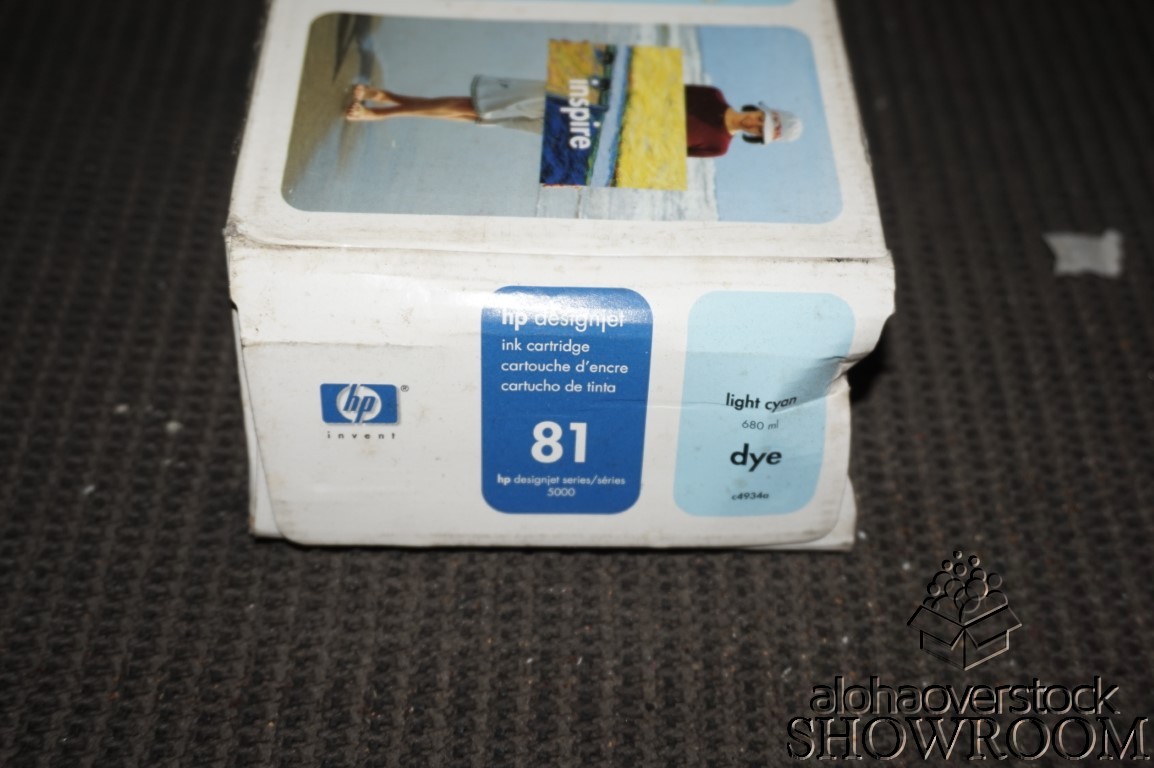 inspire
hp designjet
ink cartridge
cartouche d'encre
cartucho de tinta
81
hp designjet series/séries
5000
hp®
invent
light cyan
680 ml
dye
c4934a
alohaoverstock
SHOWROOM